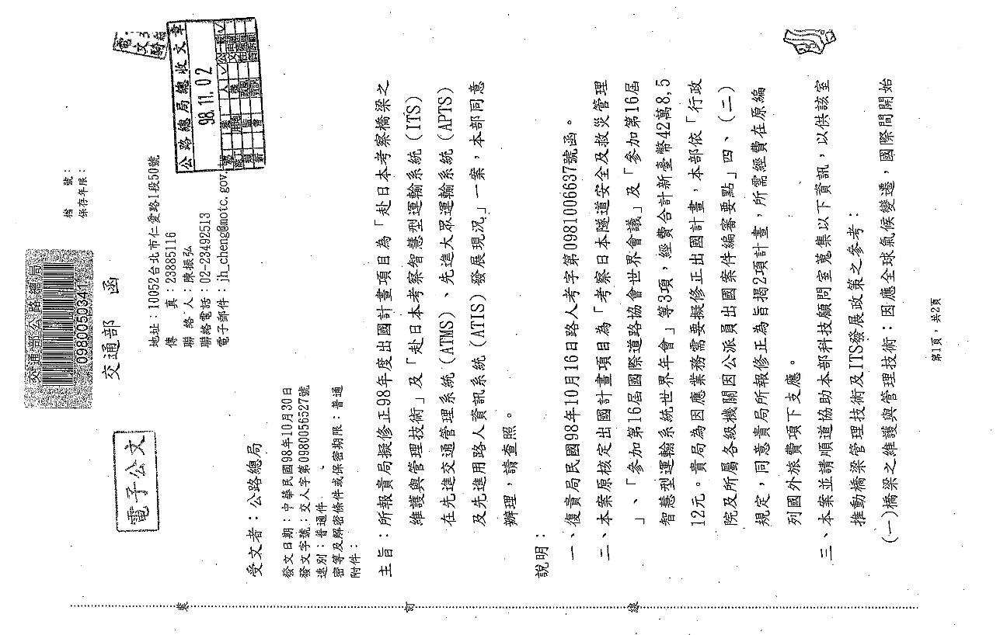 檔　　號：
保存年限：
交通部公路總局
0980050341
交通部　函
地址：10052台北市仁愛路1段50號
傳　　真：23885116
聯 絡 人：陳振弘
聯絡電話：02-23492513
電子郵件：jh_cheng@motc.gov
公路總局總收文章
98.11.02
電子公文
受文者：公路總局
發文日期：中華民國98年10月30日
發文字號：交人字第0980056527號
速別：普通件
密等及解密條件或保密期限：普通
附件：
主旨：所報貴局擬修正98年度出國計畫項目為「赴日本考察橋梁之
維護與管理技術」及「赴日本考察智慧型運輸系統(ITS)
在先進交通管理系統(ATMS)、先進大眾運輸系統(APTS)
及先進用路人資訊系統(ATIS)發展現況」一案，本部同意
辦理，請查照。
說明：
一、復貴局民國98年10月16日路人考字第0981006637號函。
二、本案原核定出國計畫項目為「考察日本隧道安全及救災管理
」、「參加第16屆國際道路協會世界會議」及「參加第16屆
智慧型運輸系統世界年會」等3項，經費合計新臺幣42萬8,5
12元。貴局為因應業務需要擬修正出國計畫，本部依「行政
院及所屬各級機關因公派員出國案件編審要點」四、(二)
規定，同意貴局所報修正為旨揭2項計畫，所需經費在原編
列國外旅費項下支應。
三、本案並請順道協助本部科技顧問室蒐集以下資訊，以供該室
推動橋梁管理技術及ITS發展政策之參考：
(一)橋梁之維護與管理技術：因應全球氣候變遷，國際間開始
裝
訂
線
第1頁，共2頁